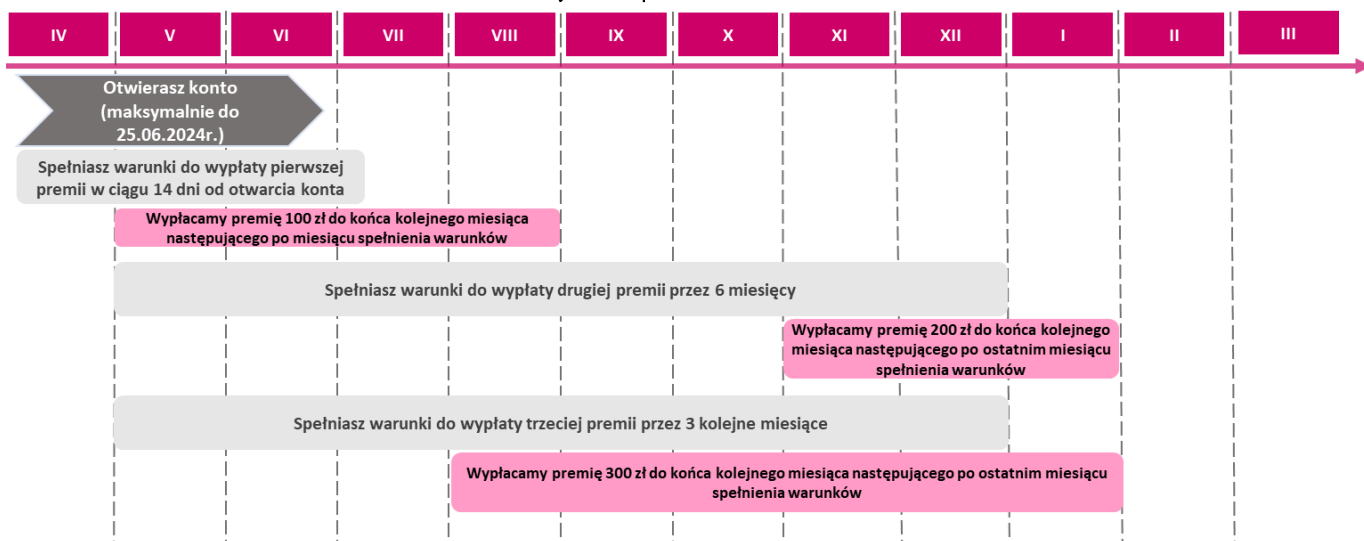 IV V VI VII VIII IX X XI XII I II III
Otwierasz konto
(maksymalnie do
25.06.2024r.)
Spełniasz warunki do wypłaty pierwszej
premii w ciągu 14 dni od otwarcia konta
Wypłacamy premię 100 zł do końca kolejnego miesiąca
następującego po miesiącu spełnienia warunków
Spełniasz warunki do wypłaty drugiej premii przez 6 miesięcy
Wypłacamy premię 200 zł do końca kolejnego
miesiąca następującego po ostatnim miesiącu
spełnienia warunków
Spełniasz warunki do wypłaty trzeciej premii przez 3 kolejne miesiące
Wypłacamy premię 300 zł do końca kolejnego miesiąca następującego po ostatnim miesiącu
spełnienia warunków